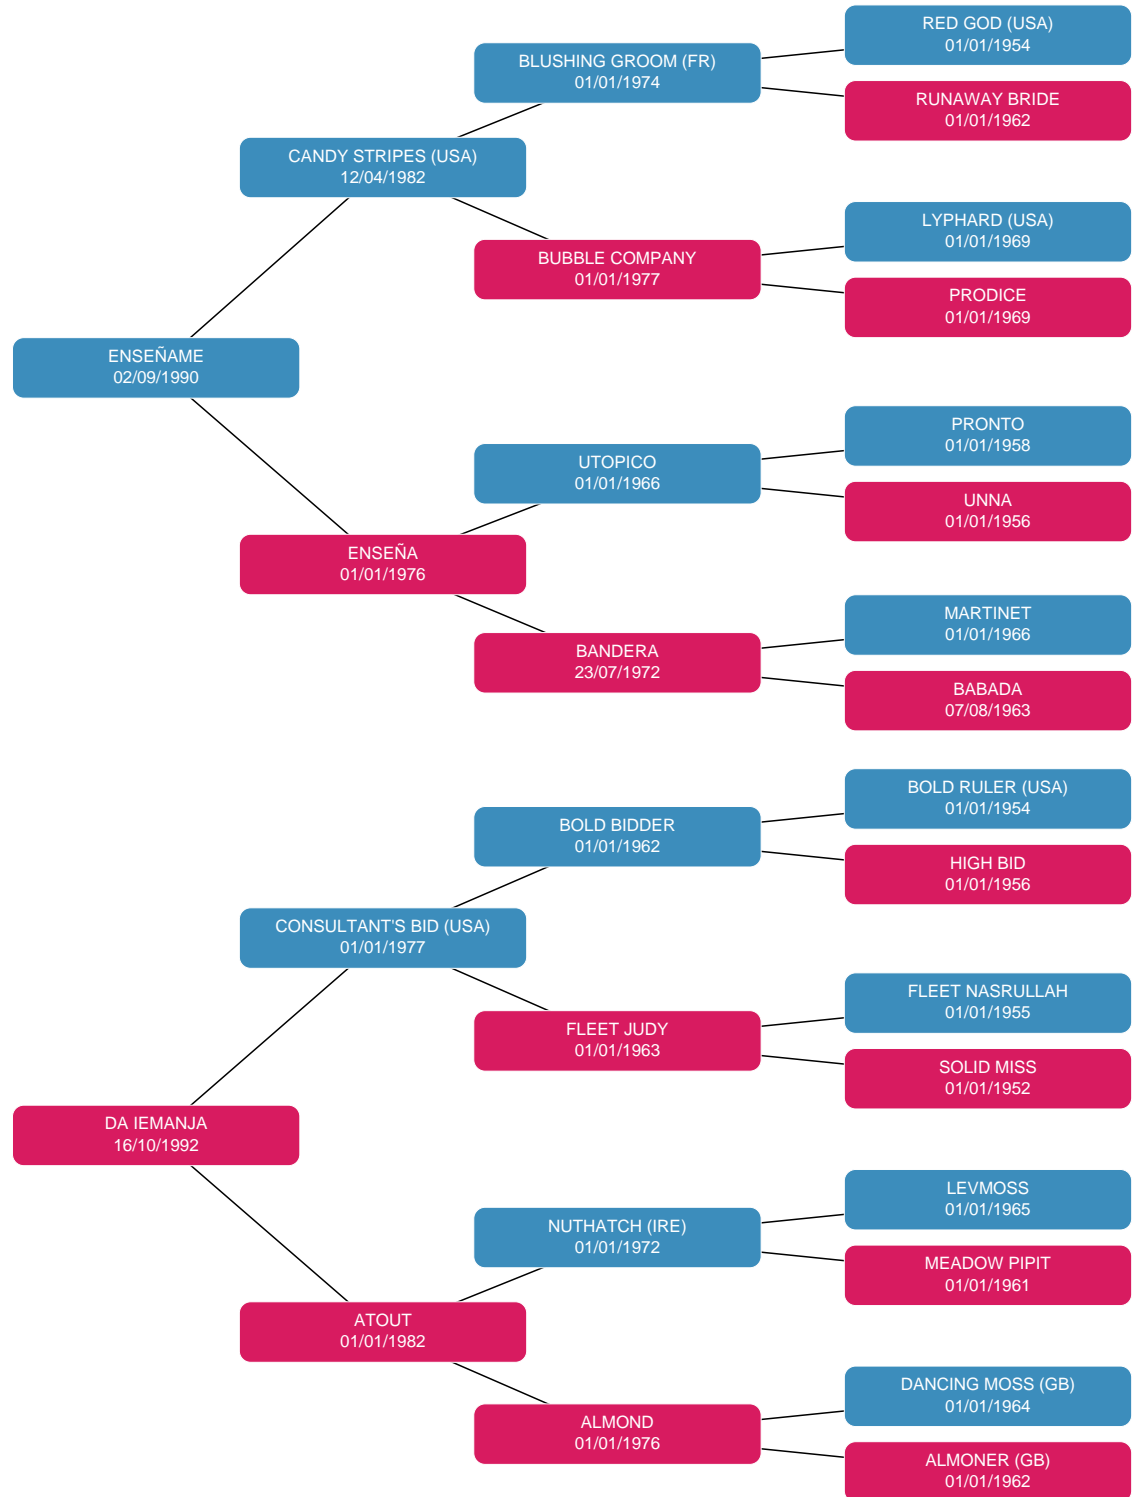 RED GOD (USA)
01/01/1954
BLUSHING GROOM (FR)
01/01/1974
RUNAWAY BRIDE
01/01/1962
CANDY STRIPES (USA)
12/04/1982
LYPHARD (USA)
01/01/1969
BUBBLE COMPANY
01/01/1977
PRODICE
01/01/1969
ENSEÑAME
02/09/1990
PRONTO
01/01/1958
UTOPICO
01/01/1966
UNNA
01/01/1956
ENSEÑA
01/01/1976
MARTINET
01/01/1966
BANDERA
23/07/1972
BABADA
07/08/1963
BOLD RULER (USA)
01/01/1954
BOLD BIDDER
01/01/1962
HIGH BID
01/01/1956
CONSULTANT'S BID (USA)
01/01/1977
FLEET NASRULLAH
01/01/1955
FLEET JUDY
01/01/1963
SOLID MISS
01/01/1952
DA IEMANJA
16/10/1992
LEVMOSS
01/01/1965
NUTHATCH (IRE)
01/01/1972
MEADOW PIPIT
01/01/1961
ATOUT
01/01/1982
DANCING MOSS (GB)
01/01/1964
ALMOND
01/01/1976
ALMONER (GB)
01/01/1962